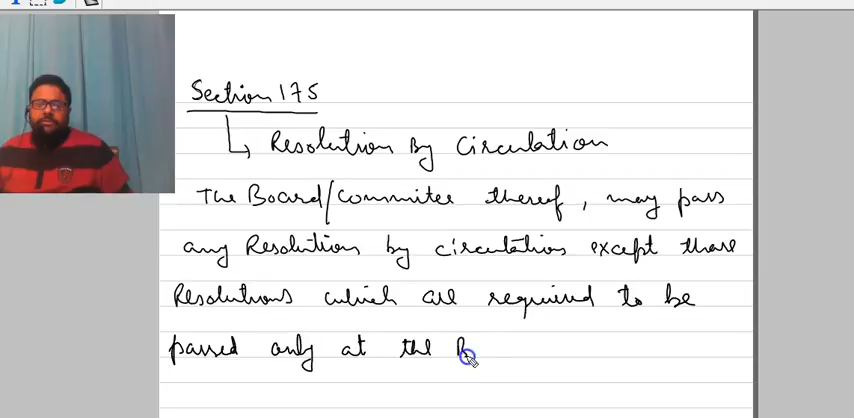 Section 175
Resolution By Circulation
The Board/Committee thereof, may pass
any Resolution by circulation except those
Resolutions which are required to be
passed only at the B